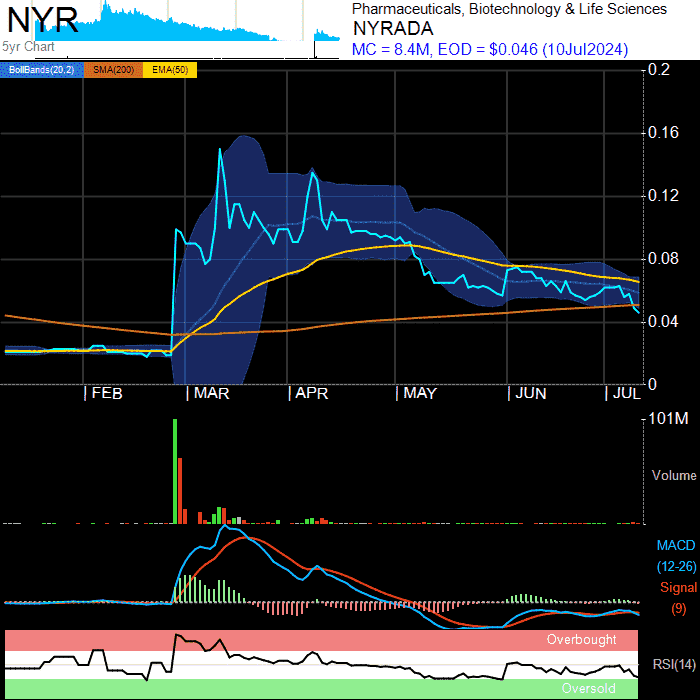 NYR
5yr Chart
Pharmaceuticals, Biotechnology & Life Sciences
NYRADA
MC = 8.4M, EOD = $0.046 (10Jul2024)
BollBands(20,2) SMA(200) EMA(50)
0.2
0.16
0.12
0.08
0.04
0
FEB MAR APR MAY JUN JUL
101M
Volume
MACD
(12-26)
Signal
(9)
Overbought
RSI(14)
Oversold